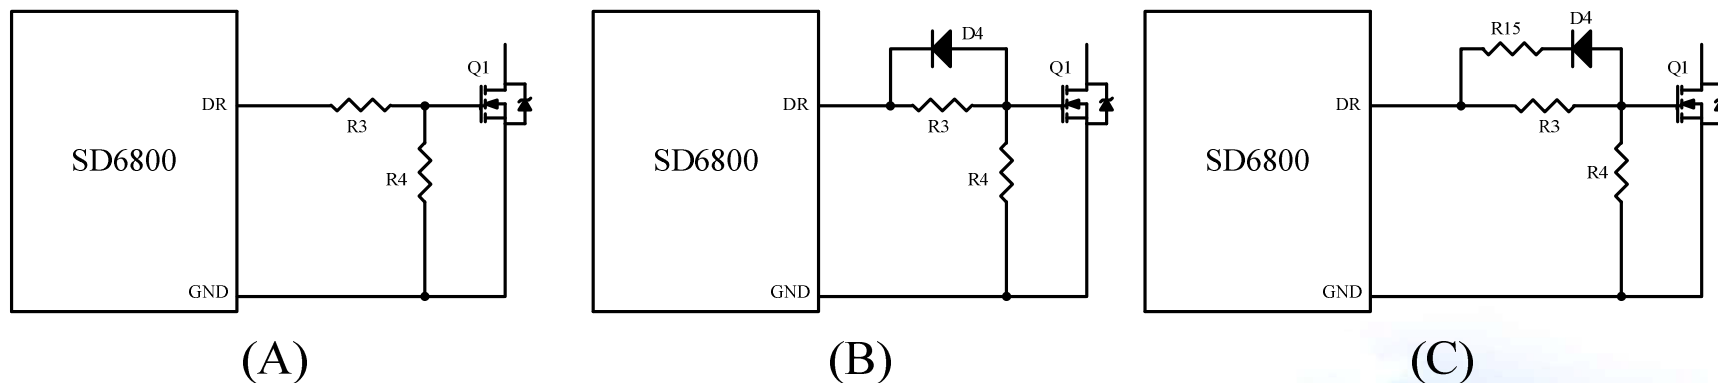 DR
R3
R4
Q1
SD6800
GND
(A)
D4
DR
R3
R4
Q1
SD6800
GND
(B)
R15
D4
DR
R3
R4
Q1
SD6800
GND
(C)